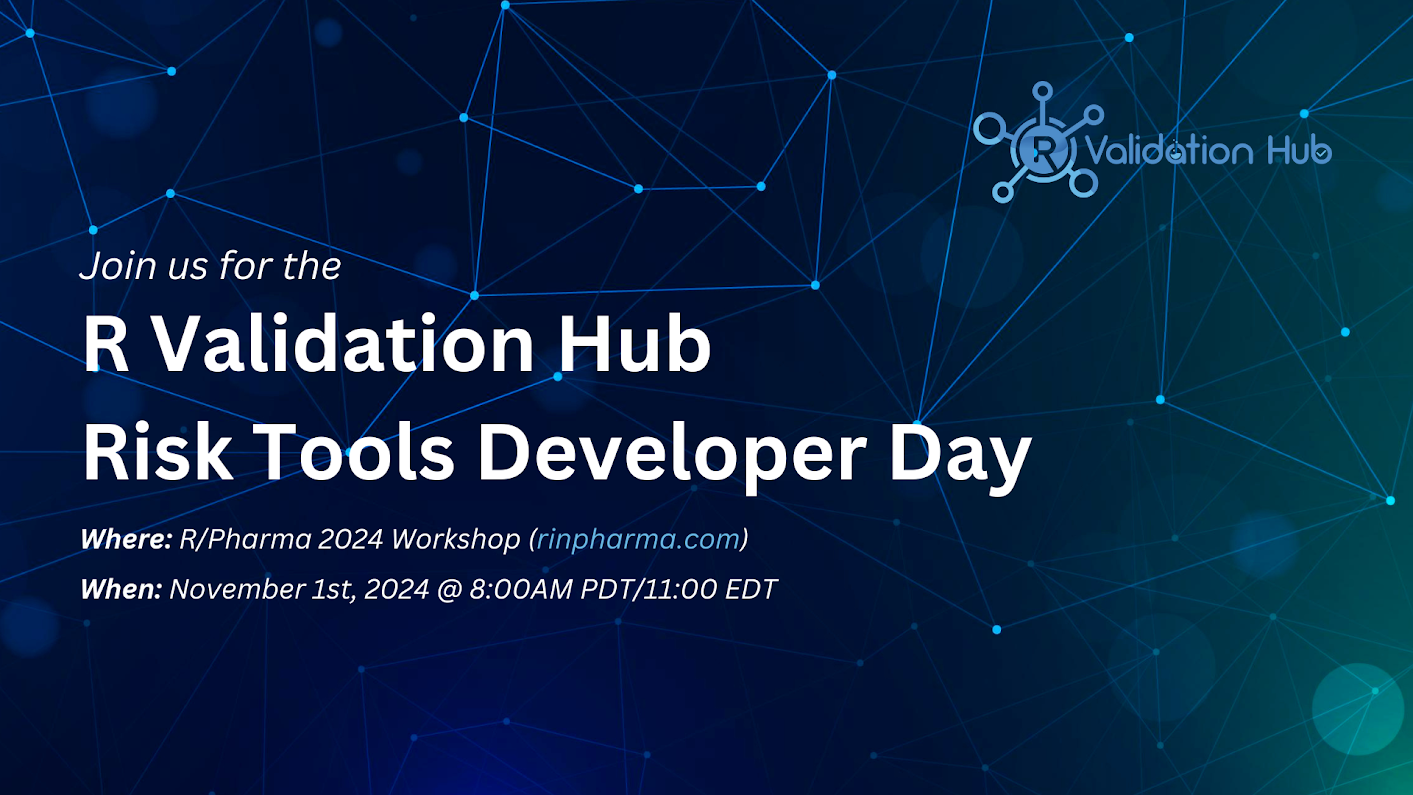 R Validation Hub
Join us for the
R Validation Hub
Risk Tools Developer Day
Where: R/Pharma 2024 Workshop (rinpharma.com)
When: November 1st, 2024 @ 8:00AM PDT/11:00 EDT